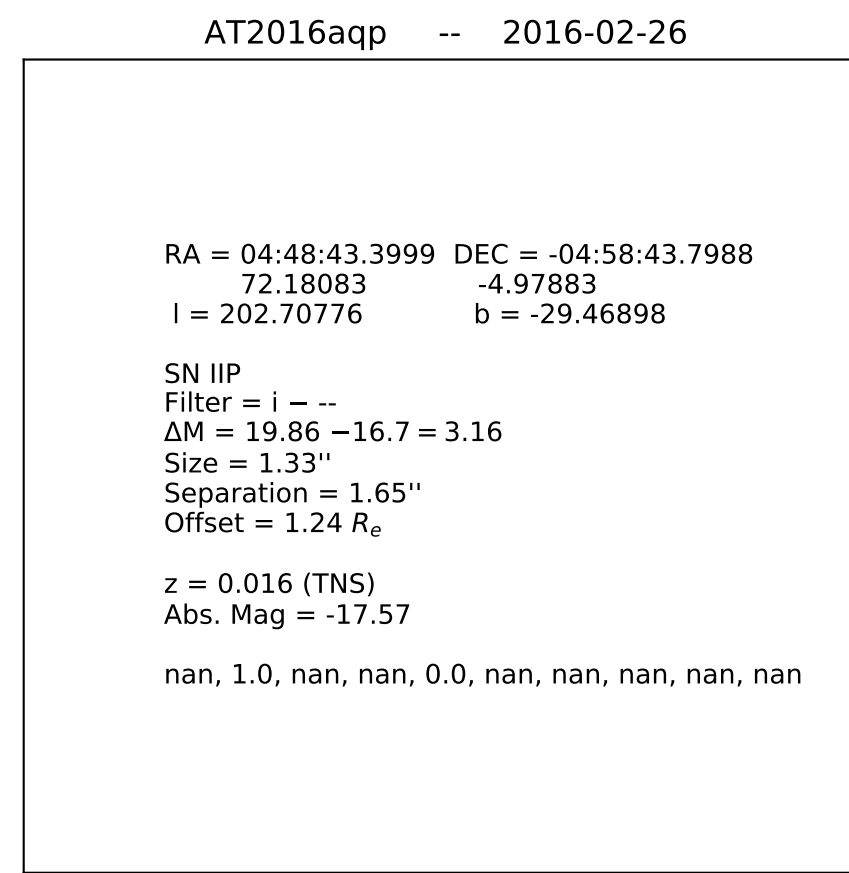 AT2016aqp -- 2016-02-26
RA = 04:48:43.3999 DEC = -04:58:43.7988
72.18083 -4.97883
l = 202.70776 b = -29.46898
SN IIP
Filter = i − --
ΔM = 19.86 −16.7 = 3.16
Size = 1.33''
Separation = 1.65''
Offset = 1.24 Rₑ
z = 0.016 (TNS)
Abs. Mag = -17.57
nan, 1.0, nan, nan, 0.0, nan, nan, nan, nan, nan